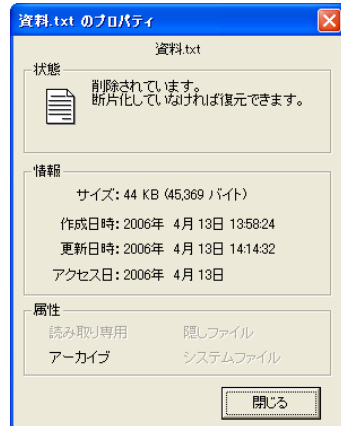 資料.txt のプロパティ
資料.txt
状態
削除されています。
断片化していなければ復元できます。
情報
サイズ: 44 KB (45,369 バイト)
作成日時: 2006年 4月 13日 13:58:24
更新日時: 2006年 4月 13日 14:14:32
アクセス日: 2006年 4月 13日
属性
読み取り専用 隠しファイル
アーカイブ システムファイル
閉じる